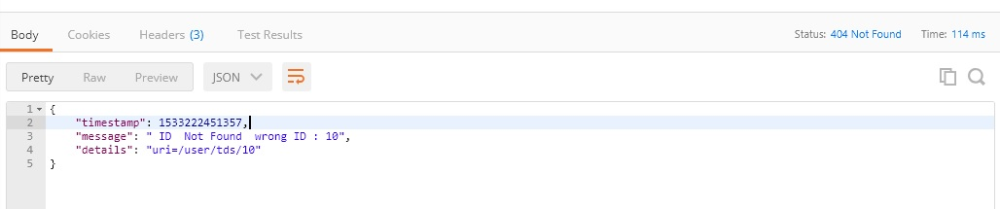 Body Cookies Headers (3) Test Results Status: 404 Not Found Time: 114 ms
Pretty Raw Preview JSON
1 {
2 "timestamp": 1533222451357,
3 "message": " ID  Not Found  wrong ID : 10",
4 "details": "uri=/user/tds/10"
5 }